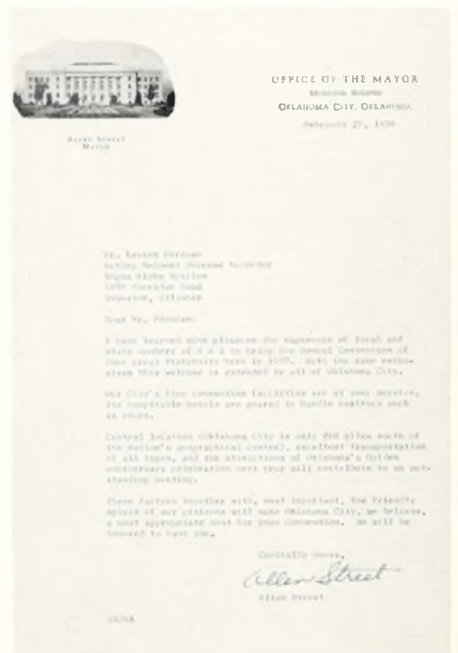 OFFICE OF THE MAYOR
OKLAHOMA CITY, OKLAHOMA
February 27,
ALLEN STREET
MAYOR
Mr.
Supreme Recorder
Sigma Alpha Epsilon
Sheridan Road
Evanston, Illinois
Dear Mr.
I have learned with pleasure the eagerness of local and
state members of S A E to bring the Annual Convention of
your great Fraternity here in 1957. With the same enthu-
siasm this welcome is extended by all of Oklahoma City.
Our City's fine convention facilities are at your service,
its hospitable hotels are geared to handle meetings such
as yours.
Central location (Oklahoma City is only 200 miles south of
the nation's geographical center), excellent transportation
of all types, and the attractions of Oklahoma's Golden
Anniversary celebration next year will contribute to an out-
standing meeting.
These factors together with, most important, the friendly
spirit of our citizens will make Oklahoma City, we believe,
a most appropriate host for your Convention. We will be
honored to have you.
Cordially yours,
Allen Street
Allen Street